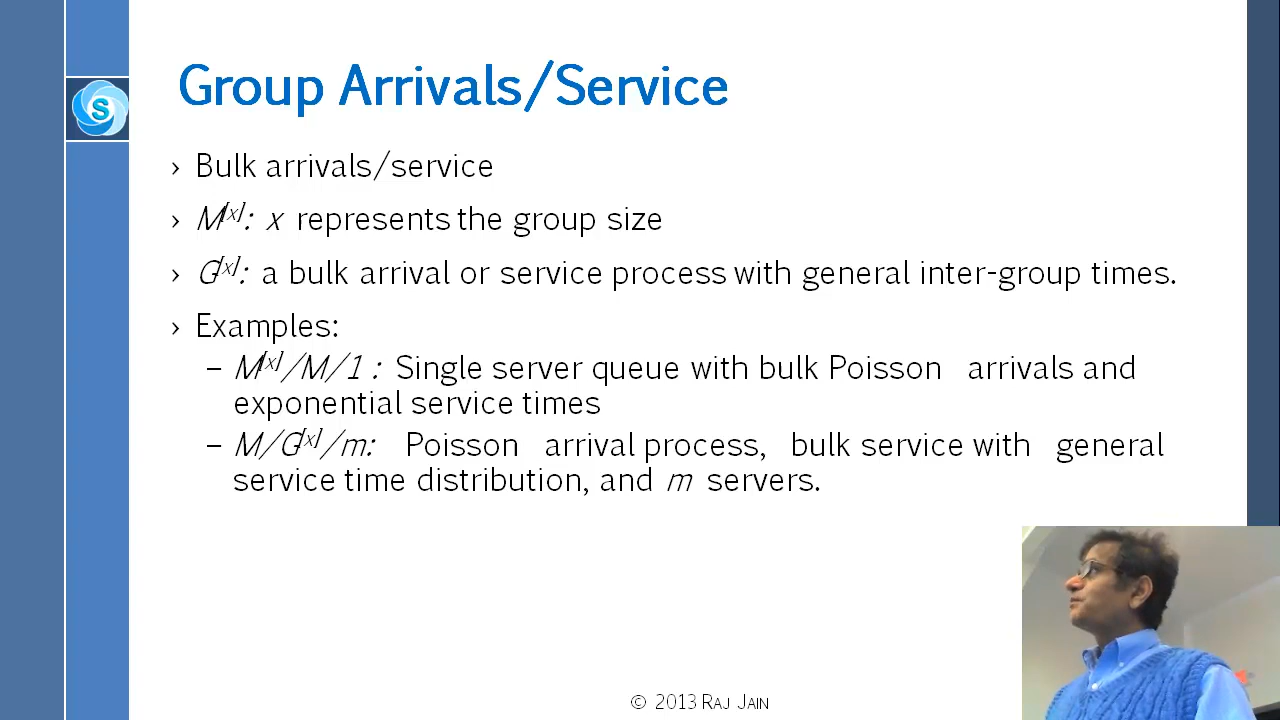 Group Arrivals/Service
S
› Bulk arrivals/service
› M[x]: x represents the group size
› G[x]: a bulk arrival or service process with general inter-group times.
› Examples:
– M[x]/M/1 : Single server queue with bulk Poisson arrivals and
exponential service times
– M/G[x]/m: Poisson arrival process, bulk service with general
service time distribution, and m servers.
© 2013 RAJ JAIN